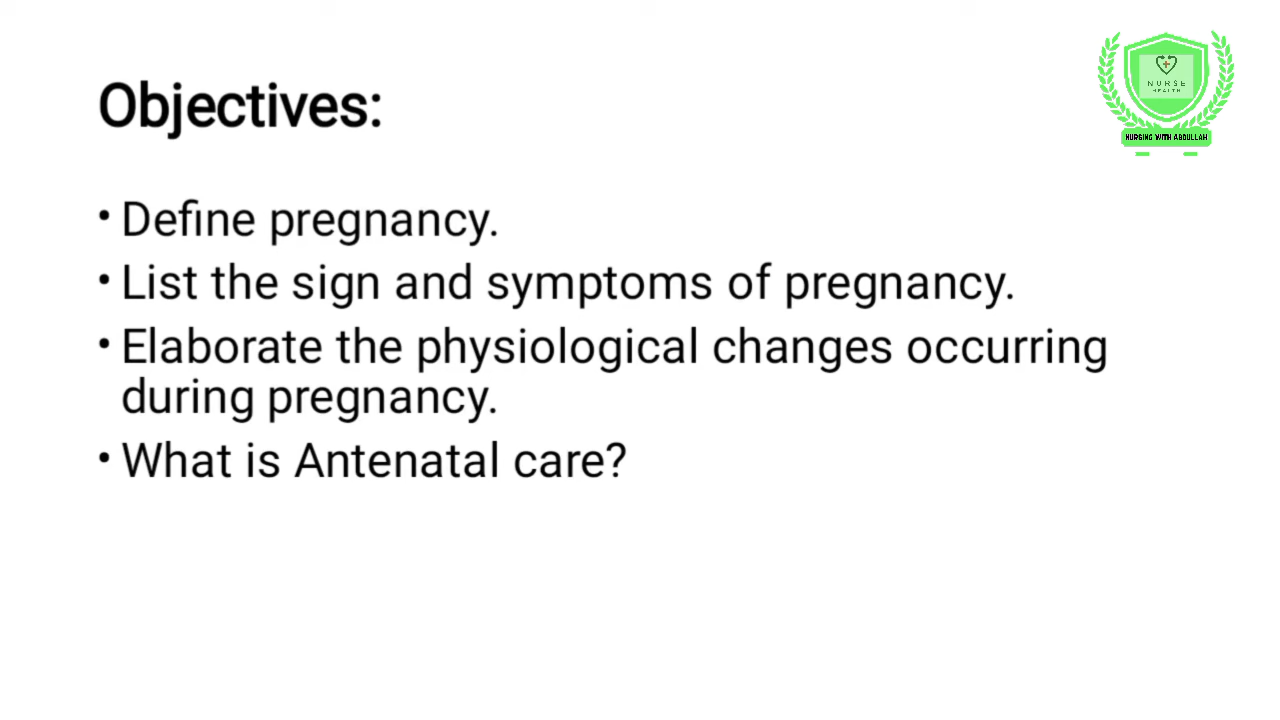 Objectives:
NURSE
HEALTH
NURSING WITH ABDULLAH
• Define pregnancy.
• List the sign and symptoms of pregnancy.
• Elaborate the physiological changes occurring
during pregnancy.
• What is Antenatal care?